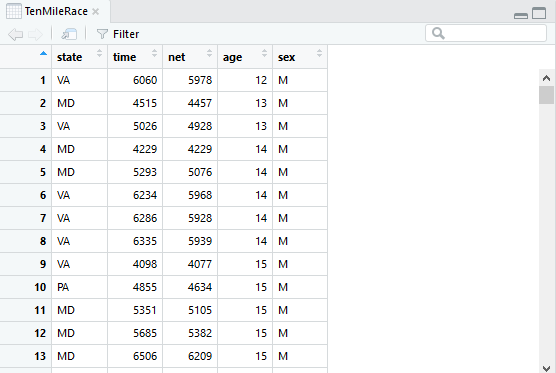 TenMileRace
Filter
state time net age sex
1 VA 6060 5978 12 M
2 MD 4515 4457 13 M
3 VA 5026 4928 13 M
4 MD 4229 4229 14 M
5 MD 5293 5076 14 M
6 VA 6234 5968 14 M
7 VA 6286 5928 14 M
8 VA 6335 5939 14 M
9 VA 4098 4077 15 M
10 PA 4855 4634 15 M
11 MD 5351 5105 15 M
12 MD 5685 5382 15 M
13 MD 6506 6209 15 M